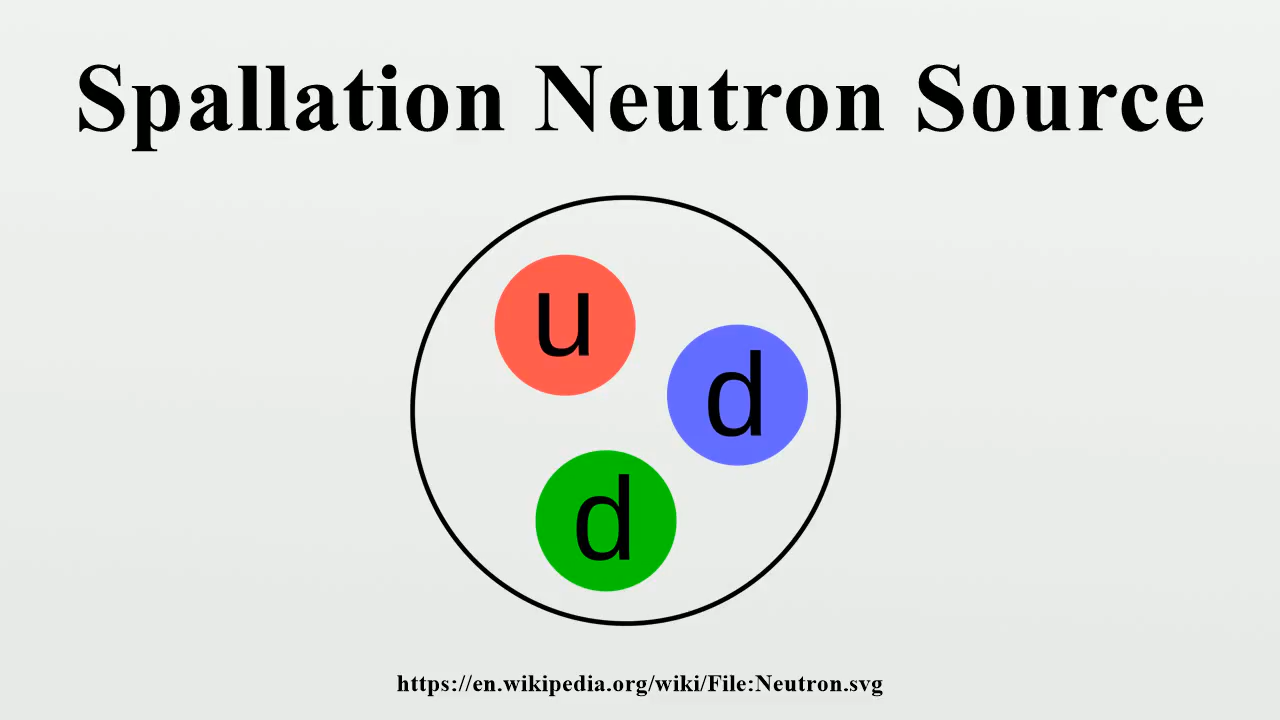 Spallation Neutron Source
u
d
d
https://en.wikipedia.org/wiki/File:Neutron.svg